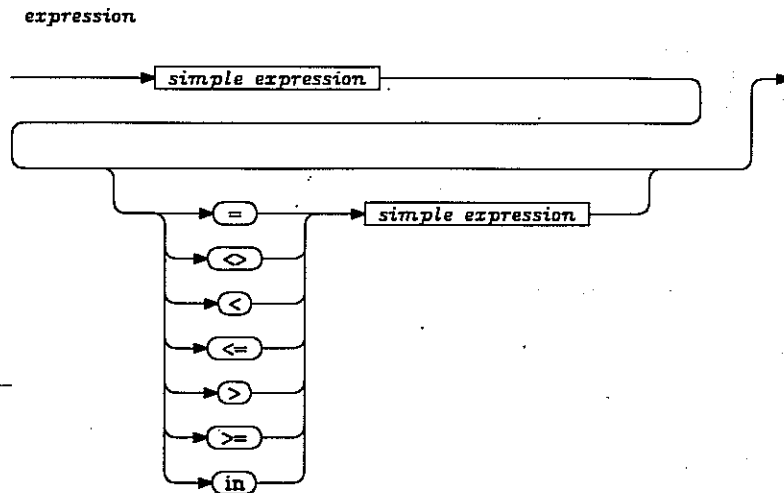 expression
simple expression
= simple expression
<>
<
<=
>
>=
in